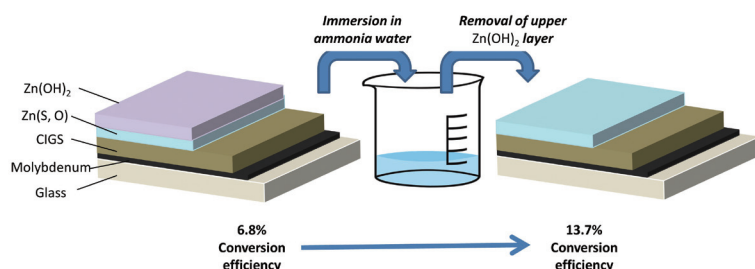 Immersion in
ammonia water
Removal of upper
Zn(OH)₂ layer
Zn(OH)₂
Zn(S, O)
CIGS
Molybdenum
Glass
6.8%
Conversion
efficiency
13.7%
Conversion
efficiency